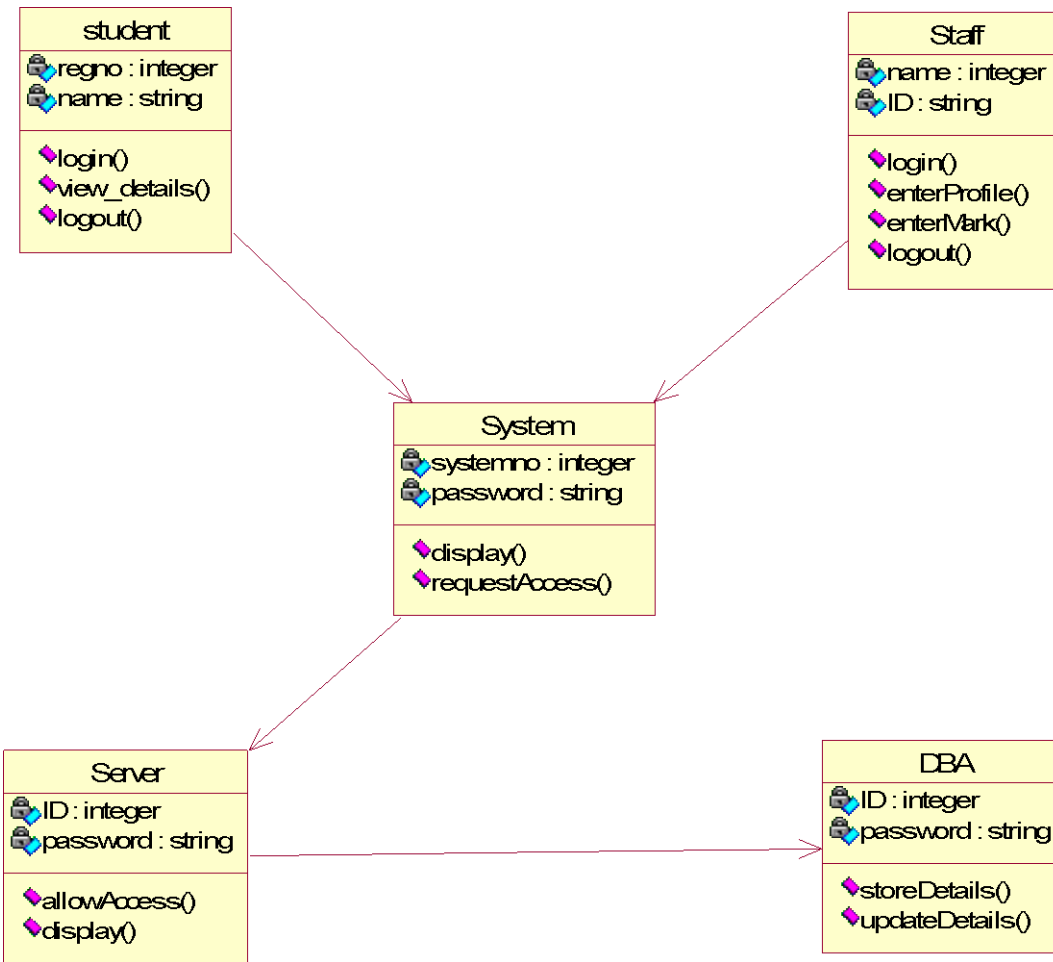 student
regno : integer
name : string
login()
view_details()
logout()
Staff
name : integer
ID : string
login()
enterProfile()
enterMark()
logout()
System
systemno : integer
password : string
display()
requestAccess()
Server
ID : integer
password : string
allowAccess()
display()
DBA
ID : integer
password : string
storeDetails()
updateDetails()